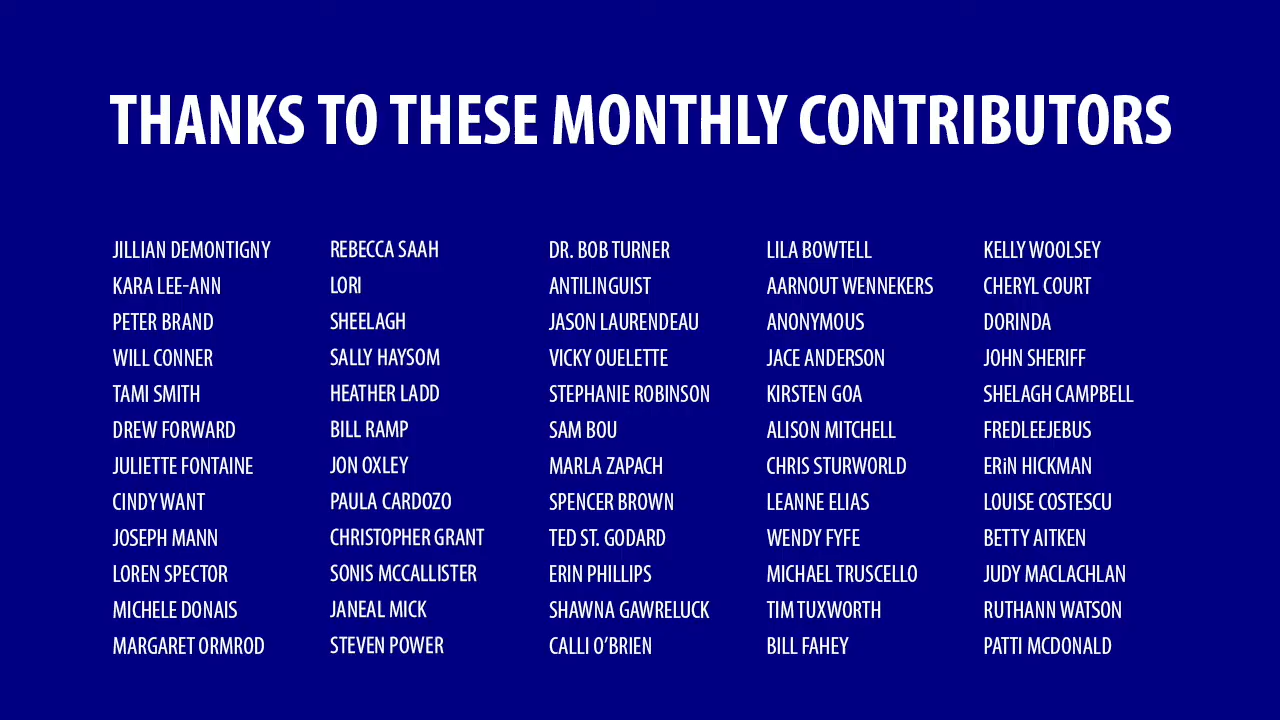 THANKS TO THESE MONTHLY CONTRIBUTORS
JILLIAN DEMONTIGNY
KARA LEE-ANN
PETER BRAND
WILL CONNER
TAMI SMITH
DREW FORWARD
JULIETTE FONTAINE
CINDY WANT
JOSEPH MANN
LOREN SPECTOR
MICHELE DONAIS
MARGARET ORMROD
REBECCA SAAH
LORI
SHEELAGH
SALLY HAYSOM
HEATHER LADD
BILL RAMP
JON OXLEY
PAULA CARDOZO
CHRISTOPHER GRANT
SONIS MCCALLISTER
JANEAL MICK
STEVEN POWER
DR. BOB TURNER
ANTILINGUIST
JASON LAURENDEAU
VICKY OUELETTE
STEPHANIE ROBINSON
SAM BOU
MARLA ZAPACH
SPENCER BROWN
TED ST. GODARD
ERIN PHILLIPS
SHAWNA GAWRELUCK
CALLI O’BRIEN
LILA BOWTELL
AARNOUT WENNEKERS
ANONYMOUS
JACE ANDERSON
KIRSTEN GOA
ALISON MITCHELL
CHRIS STURWORLD
LEANNE ELIAS
WENDY FYFE
MICHAEL TRUSCELLO
TIM TUXWORTH
BILL FAHEY
KELLY WOOLSEY
CHERYL COURT
DORINDA
JOHN SHERIFF
SHELAGH CAMPBELL
FREDLEEJEBUS
ERiN HICKMAN
LOUISE COSTESCU
BETTY AITKEN
JUDY MACLACHLAN
RUTHANN WATSON
PATTI MCDONALD